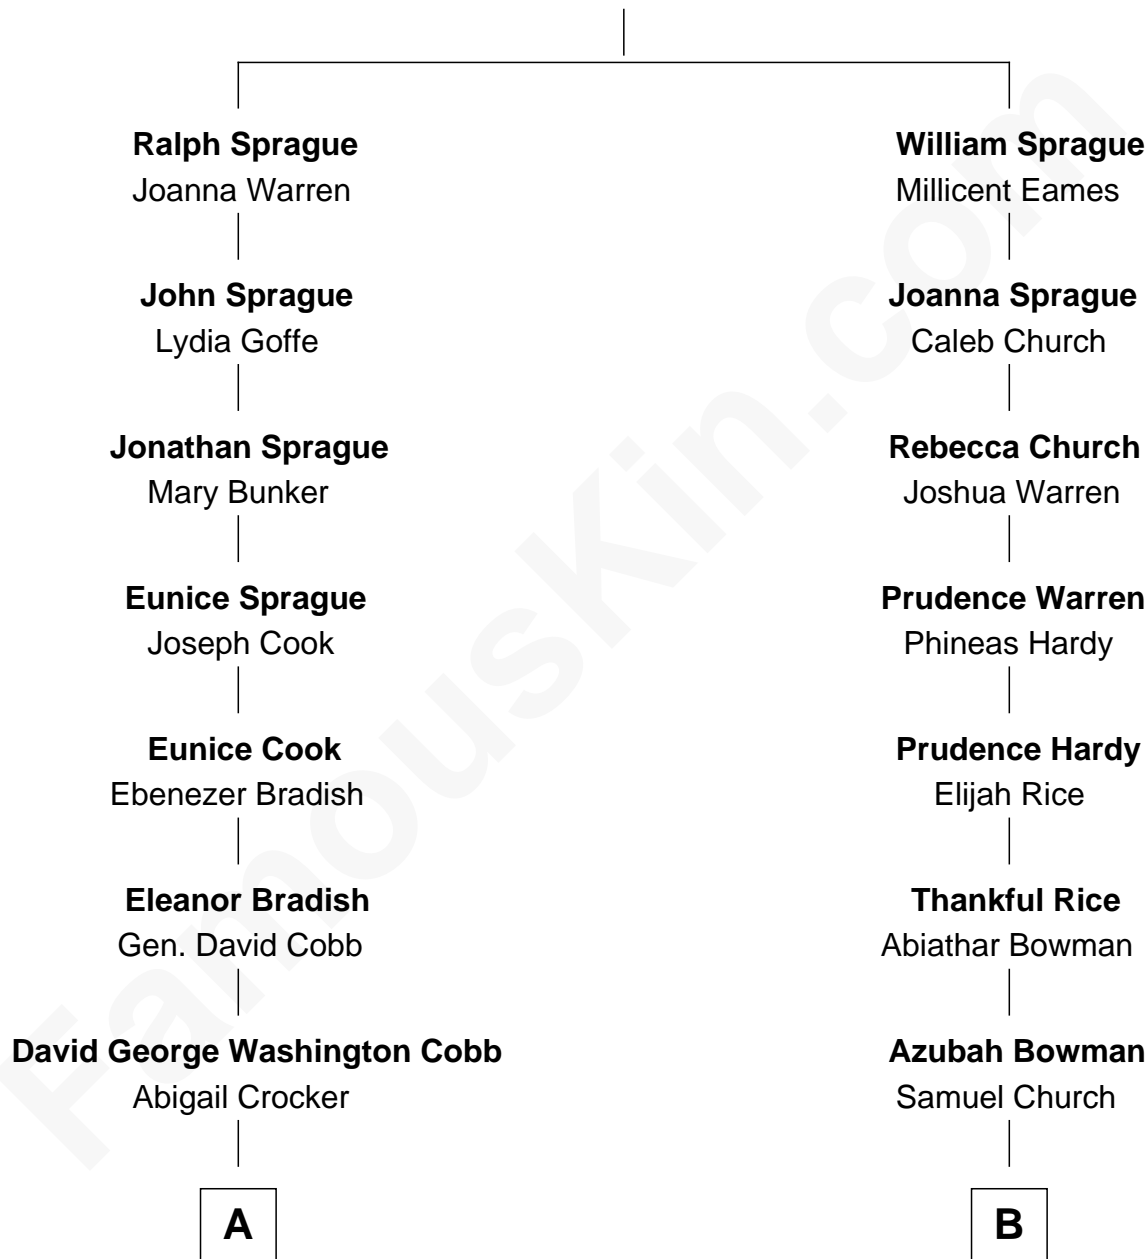 Ralph Sprague
Joanna Warren
John Sprague
Lydia Goffe
Jonathan Sprague
Mary Bunker
Eunice Sprague
Joseph Cook
Eunice Cook
Ebenezer Bradish
Eleanor Bradish
Gen. David Cobb
David George Washington Cobb
Abigail Crocker
A
William Sprague
Millicent Eames
Joanna Sprague
Caleb Church
Rebecca Church
Joshua Warren
Prudence Warren
Phineas Hardy
Prudence Hardy
Elijah Rice
Thankful Rice
Abiathar Bowman
Azubah Bowman
Samuel Church
B
FamousKin.com